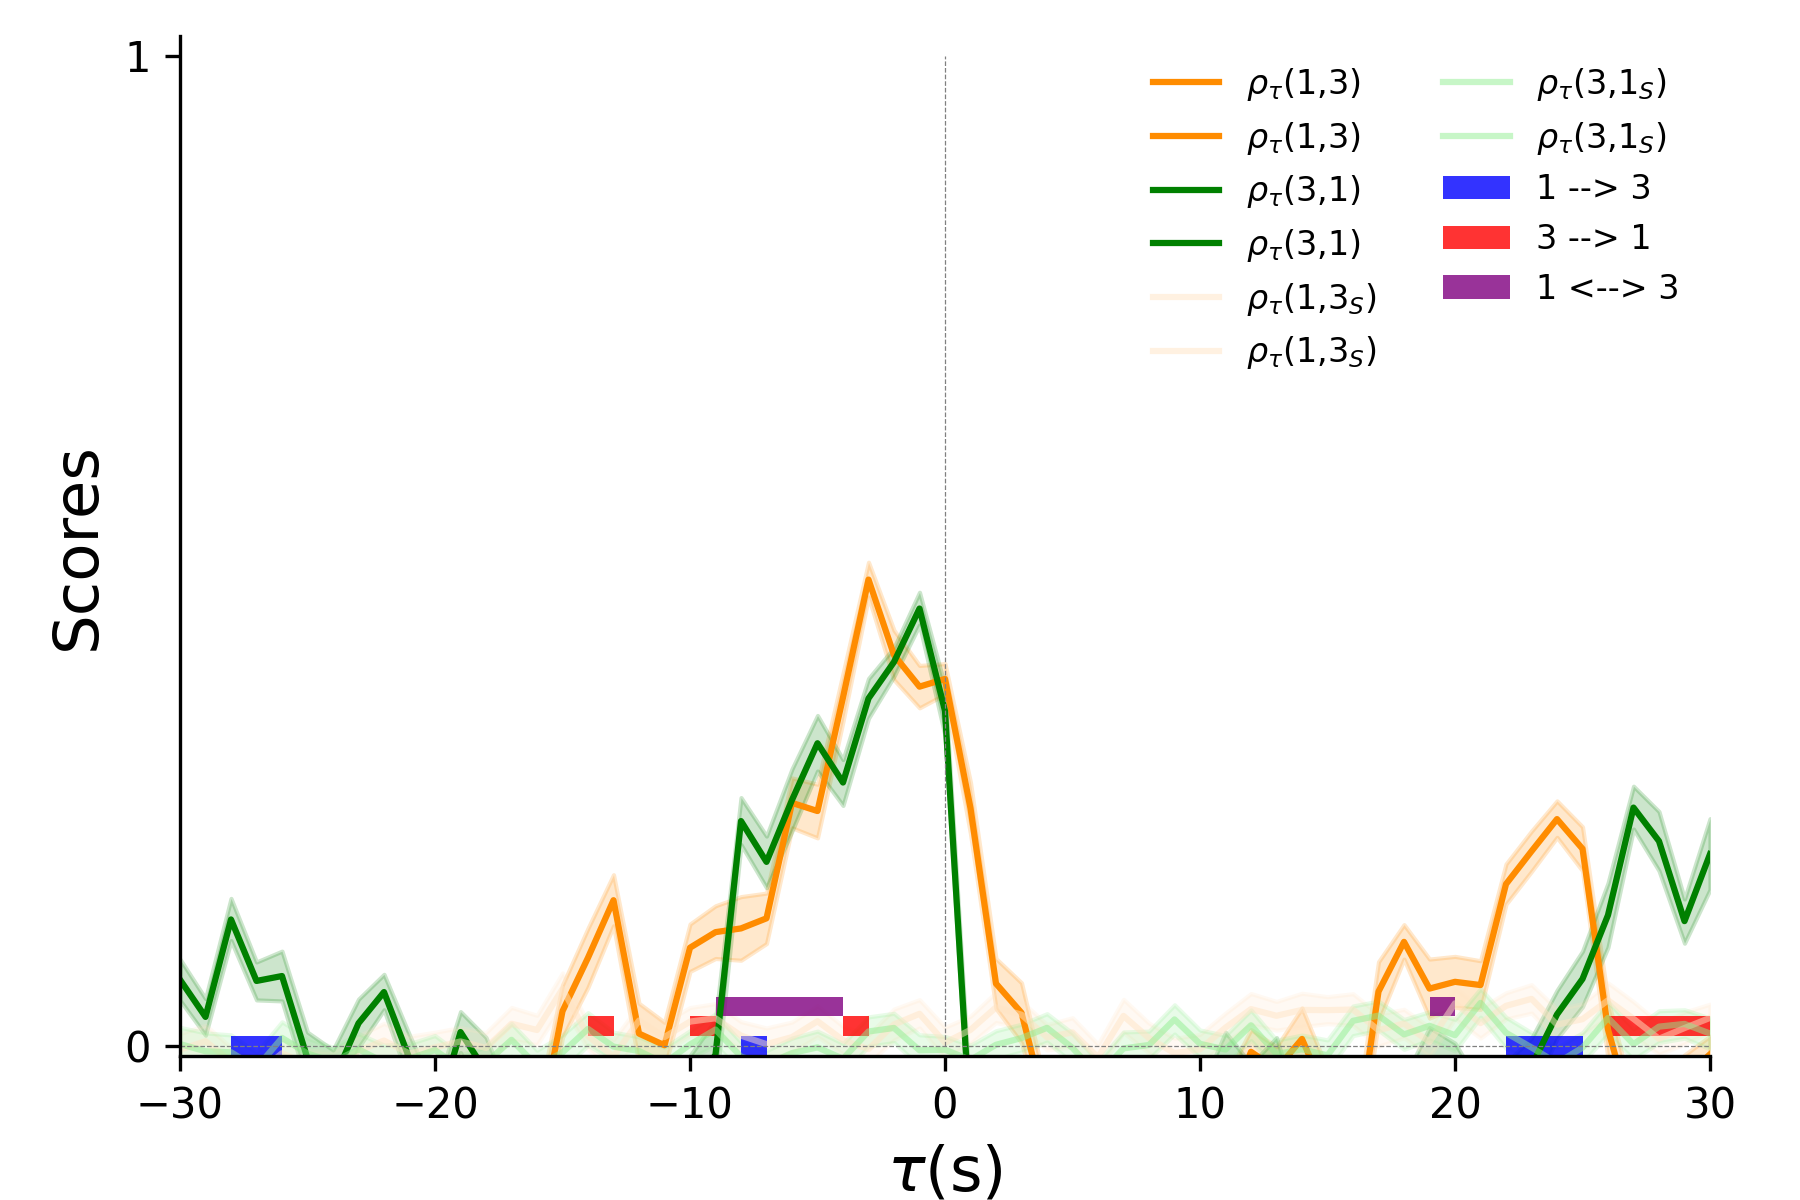 1
Scores
0
−30 −20 −10 0 10 20 30
τ(s)
ρτ(1,3)
ρτ(1,3)
ρτ(3,1)
ρτ(3,1)
ρτ(1,3S)
ρτ(1,3S)
ρτ(3,1S)
ρτ(3,1S)
1 --> 3
3 --> 1
1 <--> 3